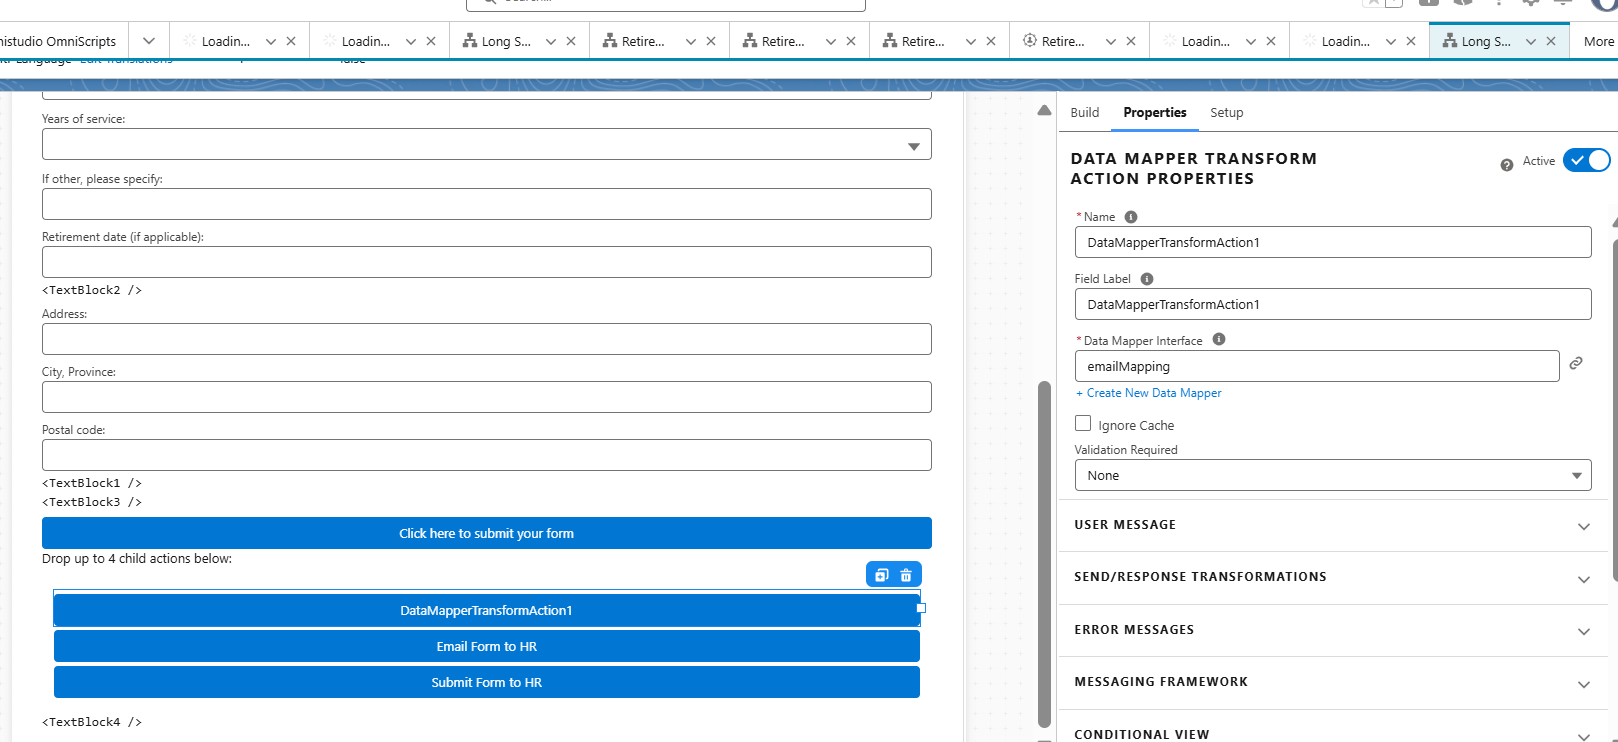 nistudio OmniScripts
Loadin...
Loadin...
Long S...
Retire...
Retire...
Retire...
Retire...
Loadin...
Loadin...
Long S...
More
Language
Edit Translations
false
Years of service:
If other, please specify:
Retirement date (if applicable):
<TextBlock2 />
Address:
City, Province:
Postal code:
<TextBlock1 />
<TextBlock3 />
Click here to submit your form
Drop up to 4 child actions below:
DataMapperTransformAction1
Email Form to HR
Submit Form to HR
<TextBlock4 />
Build
Properties
Setup
DATA MAPPER TRANSFORM
ACTION PROPERTIES
Active
* Name
DataMapperTransformAction1
Field Label
DataMapperTransformAction1
* Data Mapper Interface
emailMapping
+ Create New Data Mapper
Ignore Cache
Validation Required
None
USER MESSAGE
SEND/RESPONSE TRANSFORMATIONS
ERROR MESSAGES
MESSAGING FRAMEWORK
CONDITIONAL VIEW